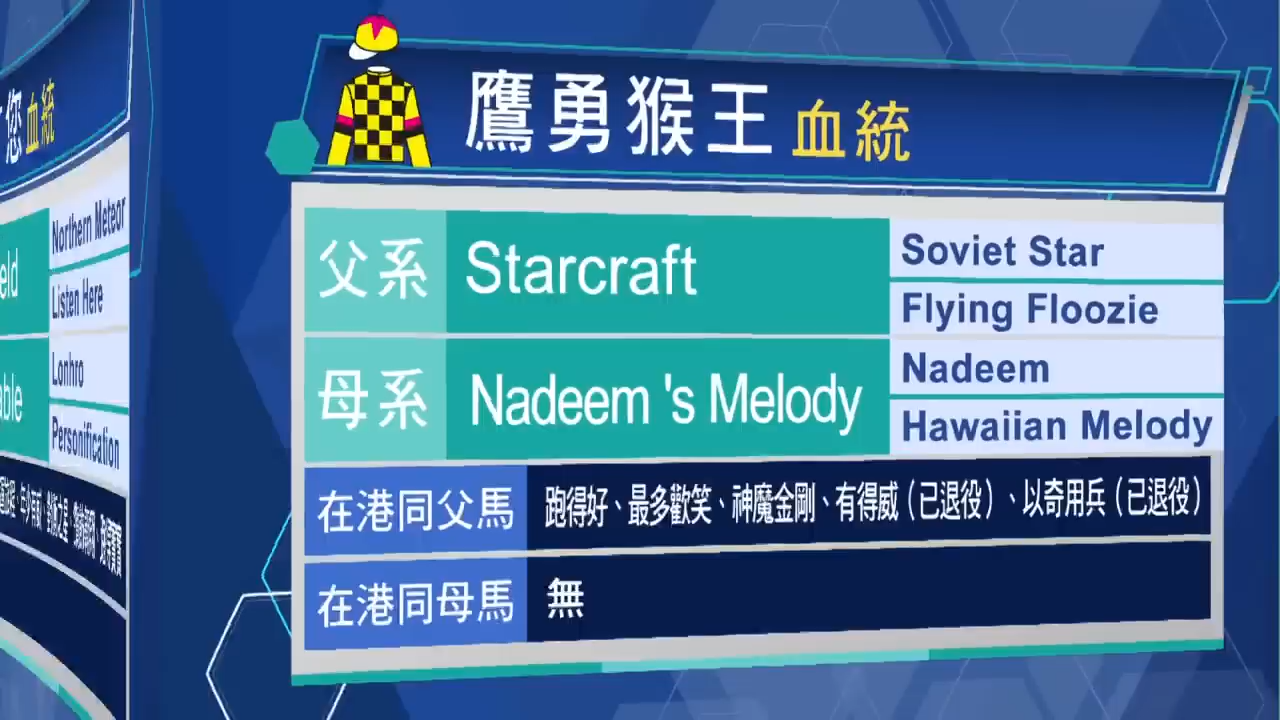 您 血統
Northern Meteor
Listen Here
Lonhro
Personification
鷹勇猴王 血統
父系 Starcraft
Soviet Star
Flying Floozie
母系 Nadeem 's Melody
Nadeem
Hawaiian Melody
在港同父馬 跑得好、最多歡笑、神魔金剛、有得威（已退役）、以奇用兵（已退役）
在港同母馬 無